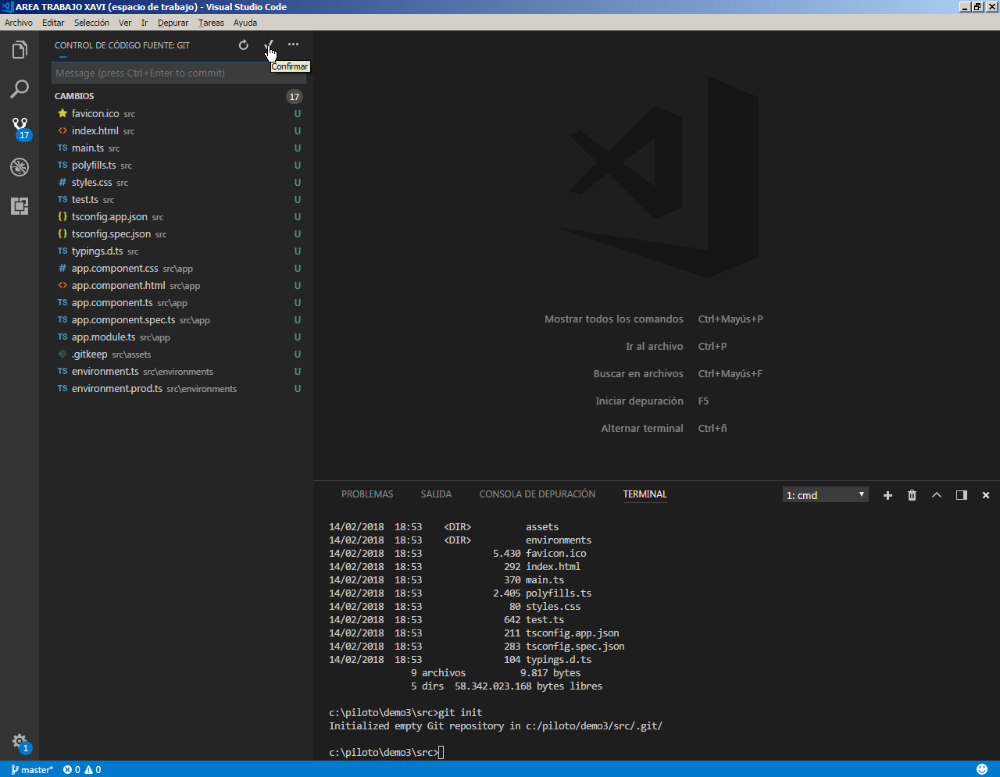 AREA TRABAJO XAVI (espacio de trabajo) - Visual Studio Code
Archivo Editar Selección Ver Ir Depurar Tareas Ayuda
CONTROL DE CÓDIGO FUENTE: GIT
Confirmar
Message (press Ctrl+Enter to commit)
CAMBIOS 17
favicon.ico src U
index.html src U
TS main.ts src U
TS polyfills.ts src U
# styles.css src U
TS test.ts src U
{} tsconfig.app.json src U
{} tsconfig.spec.json src U
TS typings.d.ts src U
# app.component.css src\app U
<> app.component.html src\app U
TS app.component.ts src\app U
TS app.component.spec.ts src\app U
TS app.module.ts src\app U
.gitkeep src\assets U
TS environment.ts src\environments U
TS environment.prod.ts src\environments U
17
1
Mostrar todos los comandos Ctrl+Mayús+P
Ir al archivo Ctrl+P
Buscar en archivos Ctrl+Mayús+F
Iniciar depuración F5
Alternar terminal Ctrl+ñ
PROBLEMAS SALIDA CONSOLA DE DEPURACIÓN TERMINAL 1: cmd
14/02/2018 18:53 <DIR> assets
14/02/2018 18:53 <DIR> environments
14/02/2018 18:53 5.430 favicon.ico
14/02/2018 18:53 292 index.html
14/02/2018 18:53 370 main.ts
14/02/2018 18:53 2.405 polyfills.ts
14/02/2018 18:53 80 styles.css
14/02/2018 18:53 642 test.ts
14/02/2018 18:53 211 tsconfig.app.json
14/02/2018 18:53 283 tsconfig.spec.json
14/02/2018 18:53 104 typings.d.ts
9 archivos 9.817 bytes
5 dirs 58.342.023.168 bytes libres
c:\piloto\demo3\src>git init
Initialized empty Git repository in c:/piloto/demo3/src/.git/
c:\piloto\demo3\src>
master* 0 0